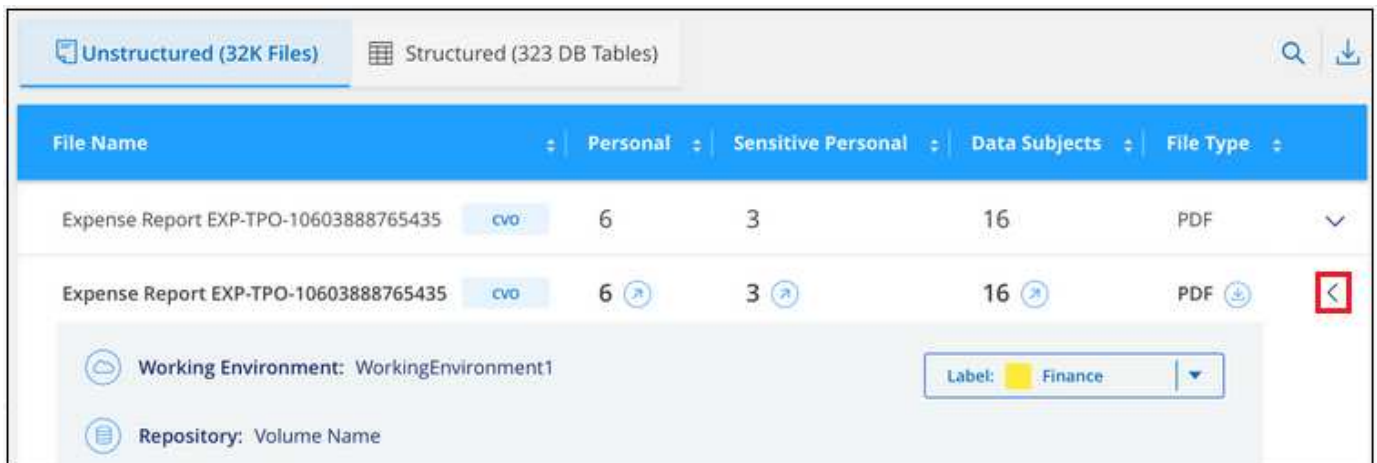 Unstructured (32K Files) Structured (323 DB Tables)
File Name Personal Sensitive Personal Data Subjects File Type
Expense Report EXP-TPO-10603888765435 CVO 6 3 16 PDF
Expense Report EXP-TPO-10603888765435 CVO 6 3 16 PDF
Working Environment: WorkingEnvironment1 Label: Finance
Repository: Volume Name